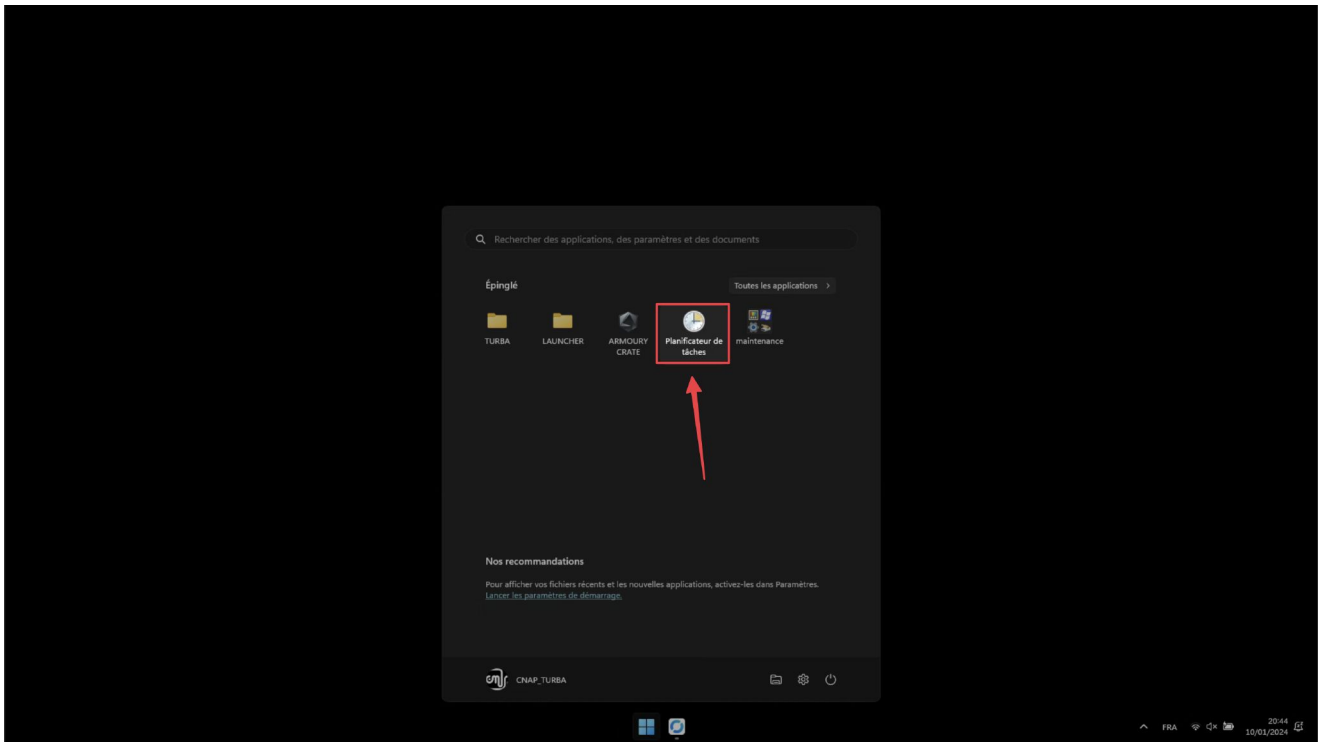 Rechercher des applications, des paramètres et des documents
Épinglé
Toutes les applications >
TURBA
LAUNCHER
ARMOURY
CRATE
Planificateur de
tâches
maintenance
Nos recommandations
Pour afficher vos fichiers récents et les nouvelles applications, activez-les dans Paramètres.
Lancer les paramètres de démarrage.
CNAP_TURBA
FRA
20:44
10/01/2024